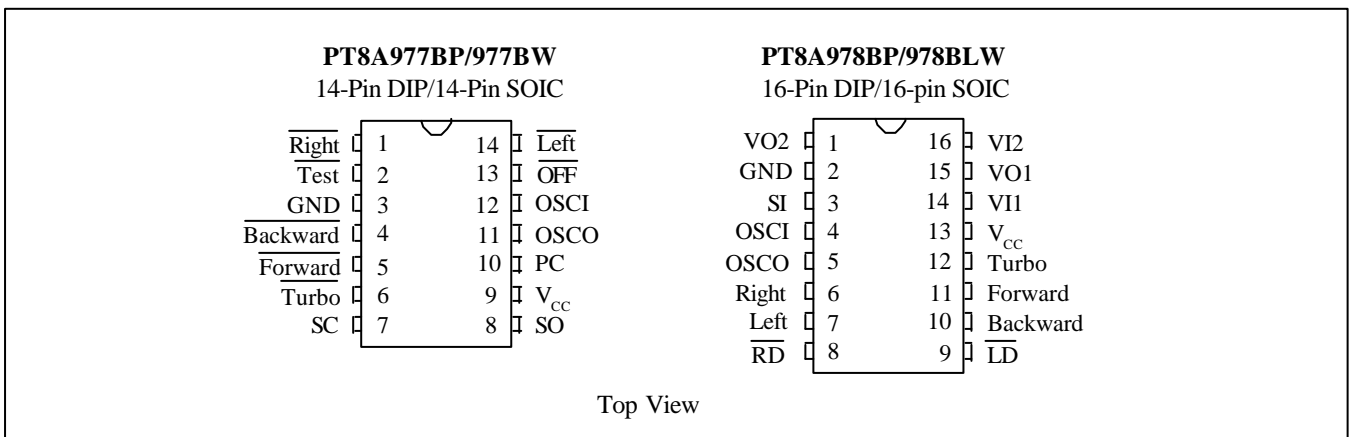 PT8A977BP/977BW
14-Pin DIP/14-Pin SOIC
Right 1 14 Left
Test 2 13 OFF
GND 3 12 OSCI
Backward 4 11 OSCO
Forward 5 10 PC
Turbo 6 9 VCC
SC 7 8 SO
PT8A978BP/978BLW
16-Pin DIP/16-pin SOIC
VO2 1 16 VI2
GND 2 15 VO1
SI 3 14 VI1
OSCI 4 13 VCC
OSCO 5 12 Turbo
Right 6 11 Forward
Left 7 10 Backward
RD 8 9 LD
Top View